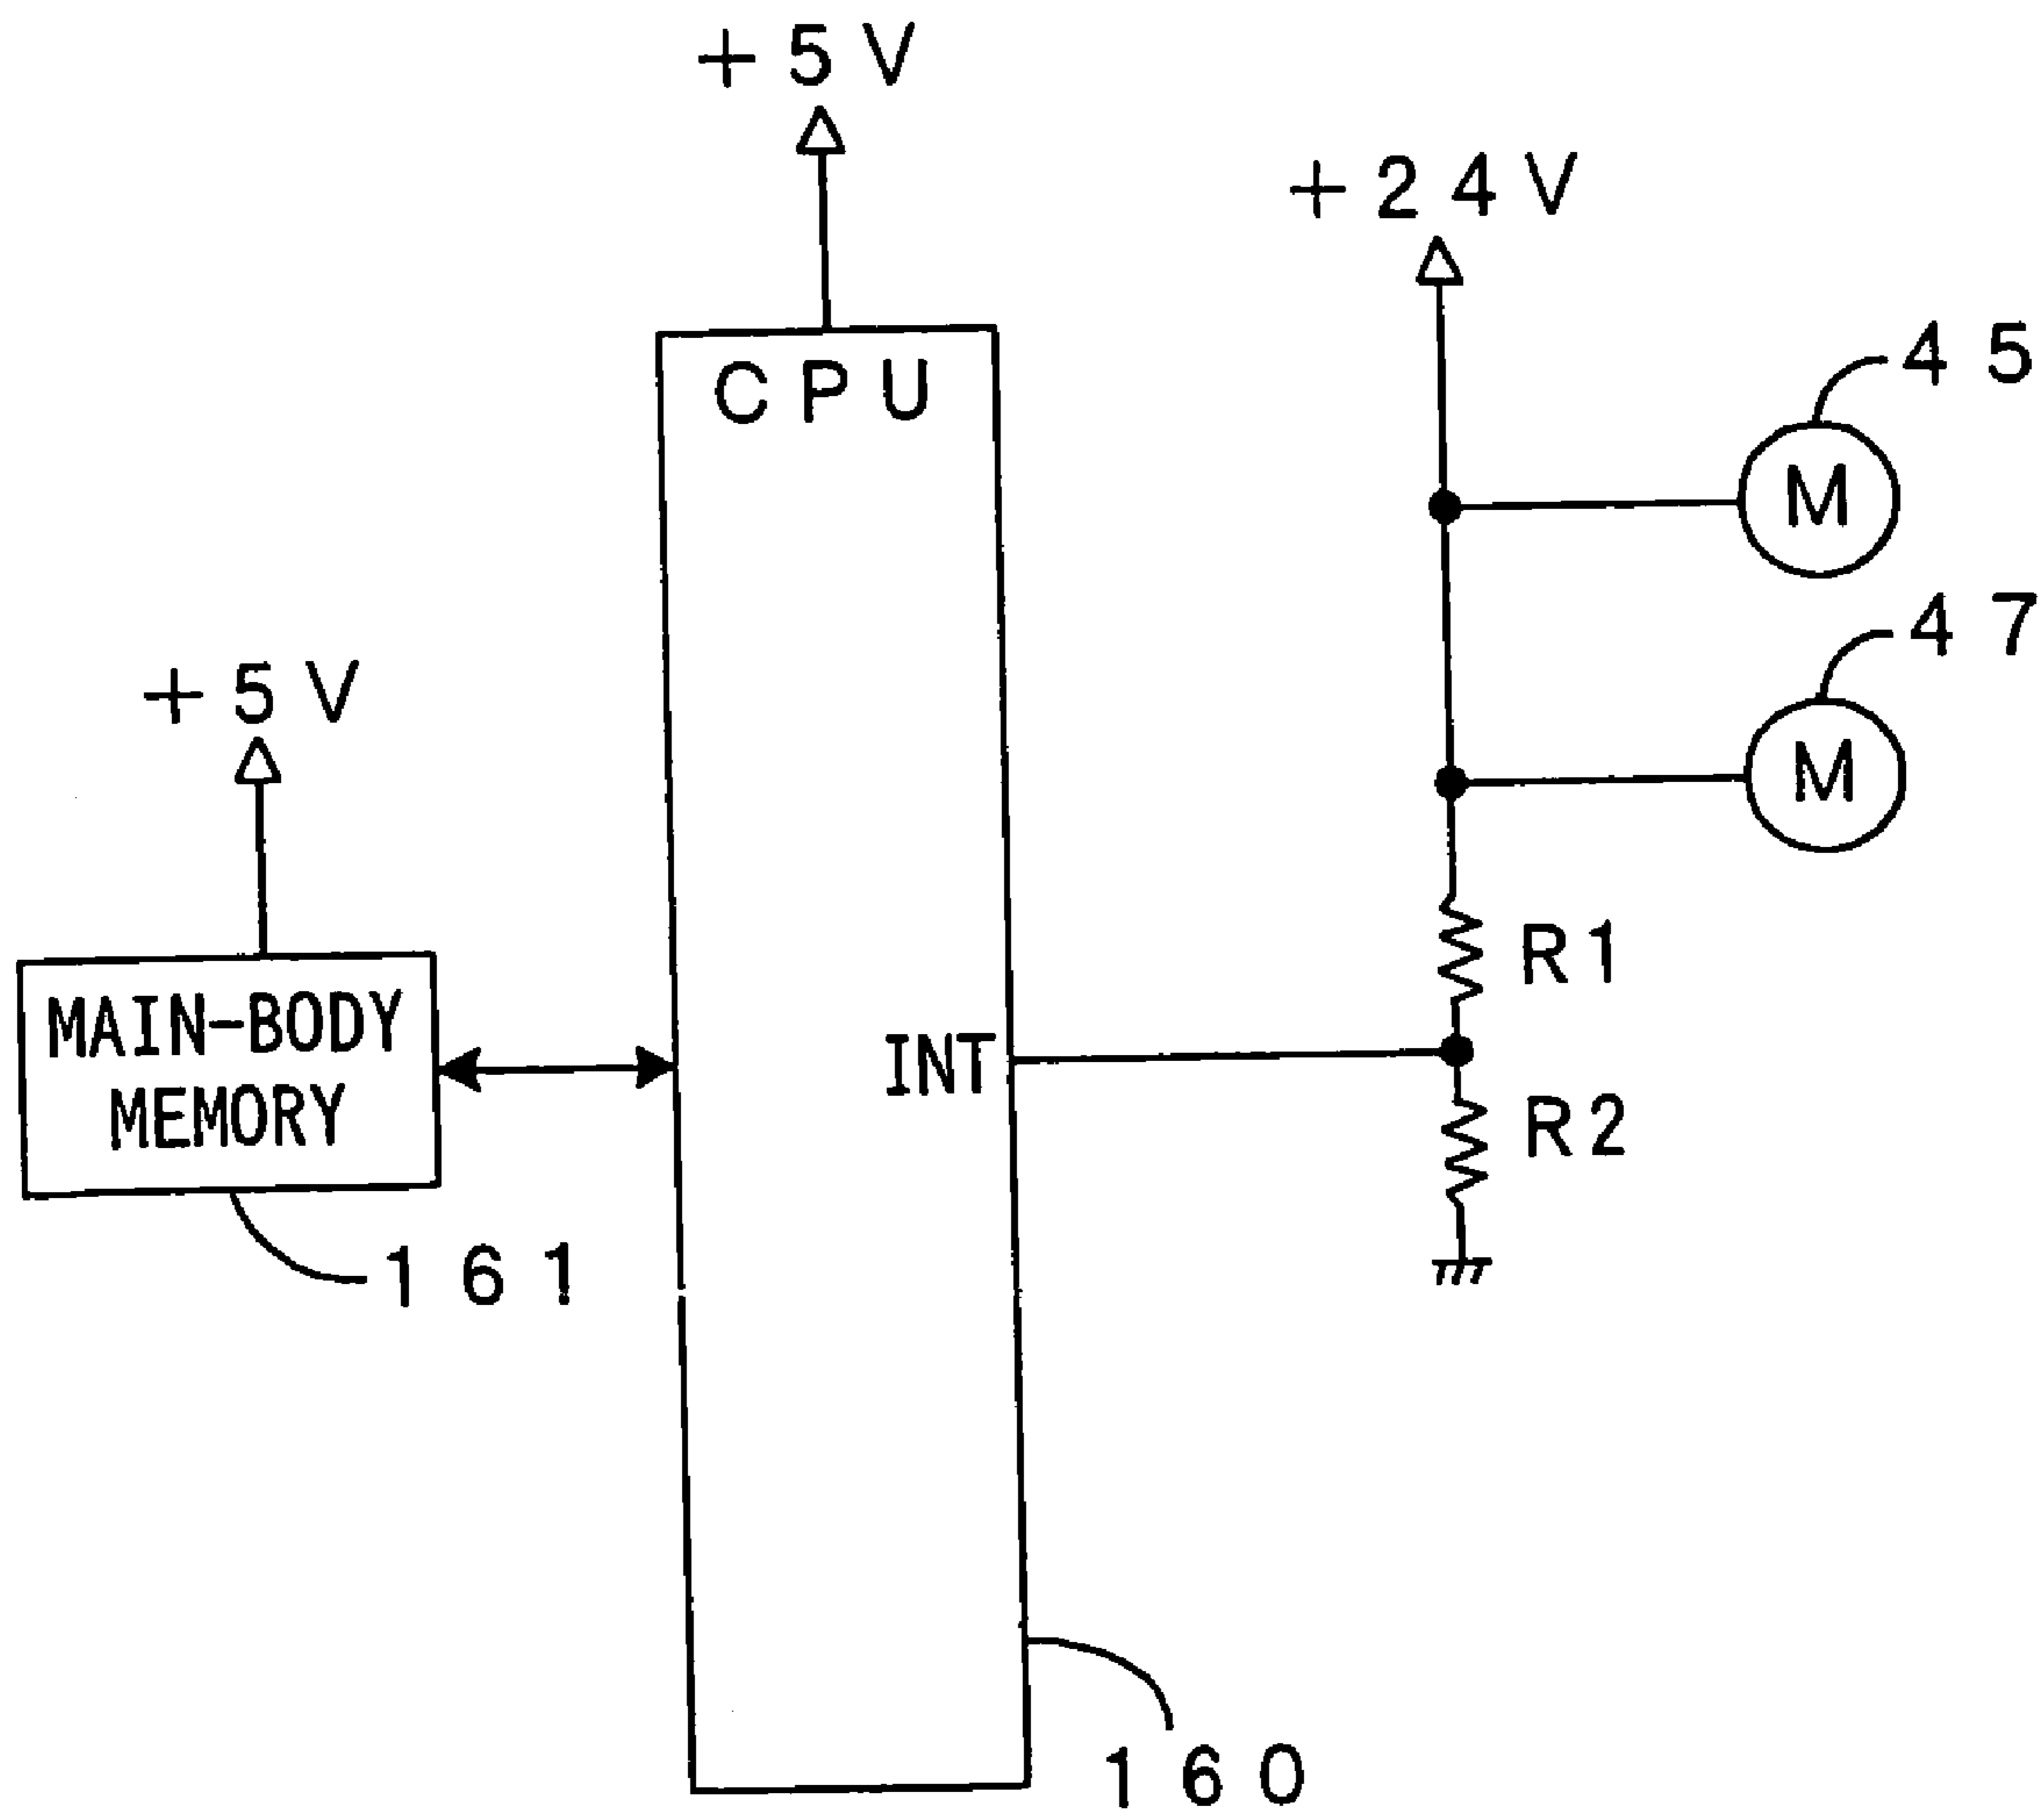 +5V
+24V
CPU
45
M
47
M
+5V
R1
MAIN-BODY
MEMORY
INT
R2
161
160